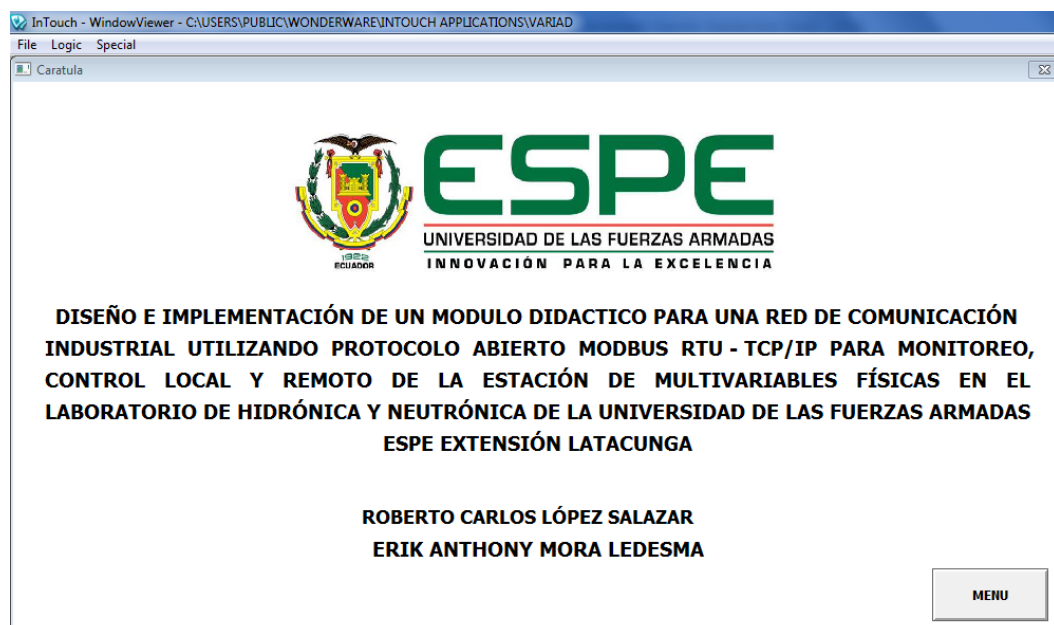 InTouch - WindowViewer - C:\USERS\PUBLIC\WONDERWARE\INTOUCH APPLICATIONS\VARIAD
File Logic Special
Caratula
ESPE
UNIVERSIDAD DE LAS FUERZAS ARMADAS
INNOVACIÓN PARA LA EXCELENCIA
1922
ECUADOR
DISEÑO E IMPLEMENTACIÓN DE UN MODULO DIDACTICO PARA UNA RED DE COMUNICACIÓN
INDUSTRIAL UTILIZANDO PROTOCOLO ABIERTO MODBUS RTU - TCP/IP PARA MONITOREO,
CONTROL LOCAL Y REMOTO DE LA ESTACIÓN DE MULTIVARIABLES FÍSICAS EN EL
LABORATORIO DE HIDRÓNICA Y NEUTRÓNICA DE LA UNIVERSIDAD DE LAS FUERZAS ARMADAS
ESPE EXTENSIÓN LATACUNGA
ROBERTO CARLOS LÓPEZ SALAZAR
ERIK ANTHONY MORA LEDESMA
MENU